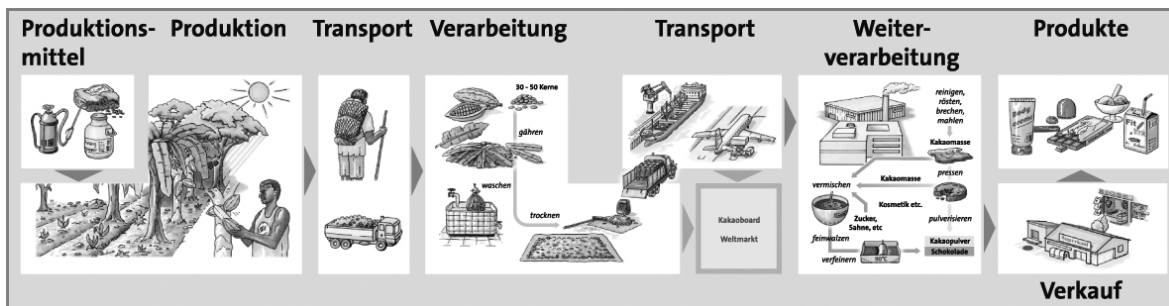 Produktions-
mittel
Produktion
Transport
Verarbeitung
Transport
Weiter-
verarbeitung
Produkte
30 - 50 Kerne
gähren
waschen
trocknen
Kakaoboard
Weltmarkt
reinigen,
rösten,
brechen,
mahlen
Kakaomasse
pressen
Kakaomasse
vermischen
Kosmetik etc.
pulverisieren
Zucker,
Sahne, etc
feinwalzen
verfeinern
90°C
Kakaopulver
Schokolade
Verkauf